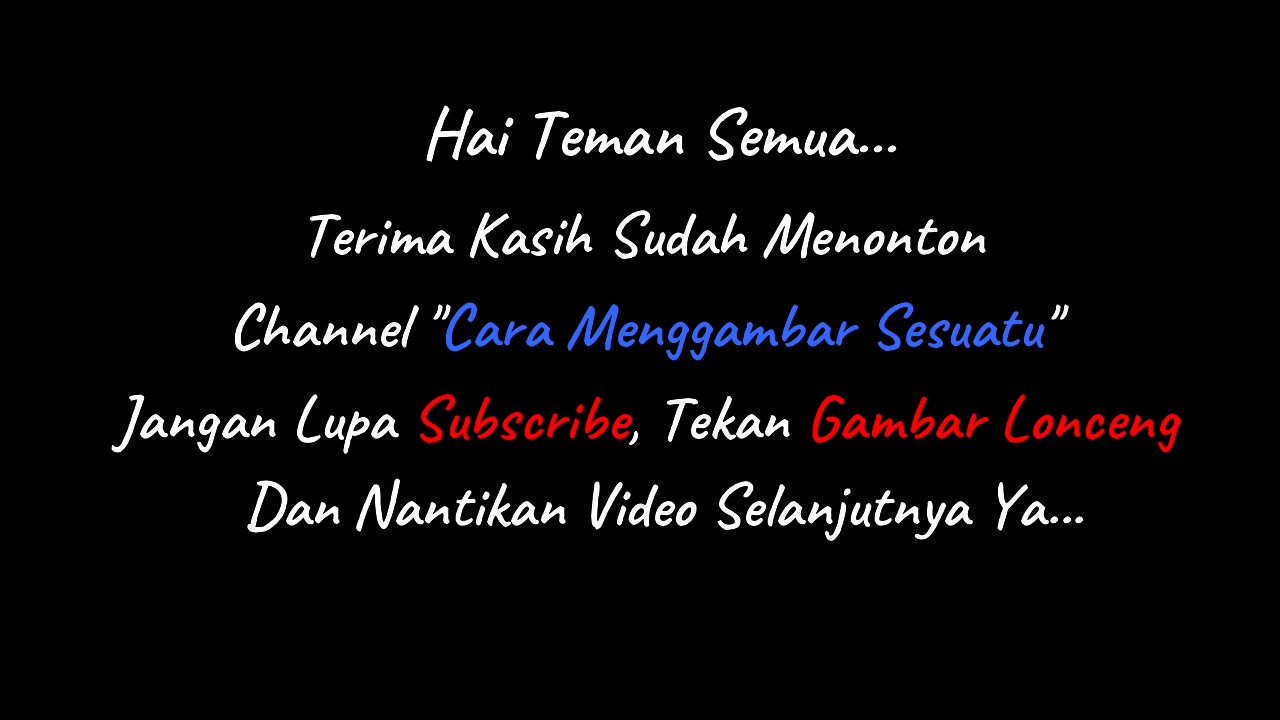 Hai Teman Semua...
Terima Kasih Sudah Menonton
Channel "Cara Menggambar Sesuatu"
Jangan Lupa Subscribe, Tekan Gambar Lonceng
Dan Nantikan Video Selanjutnya Ya...